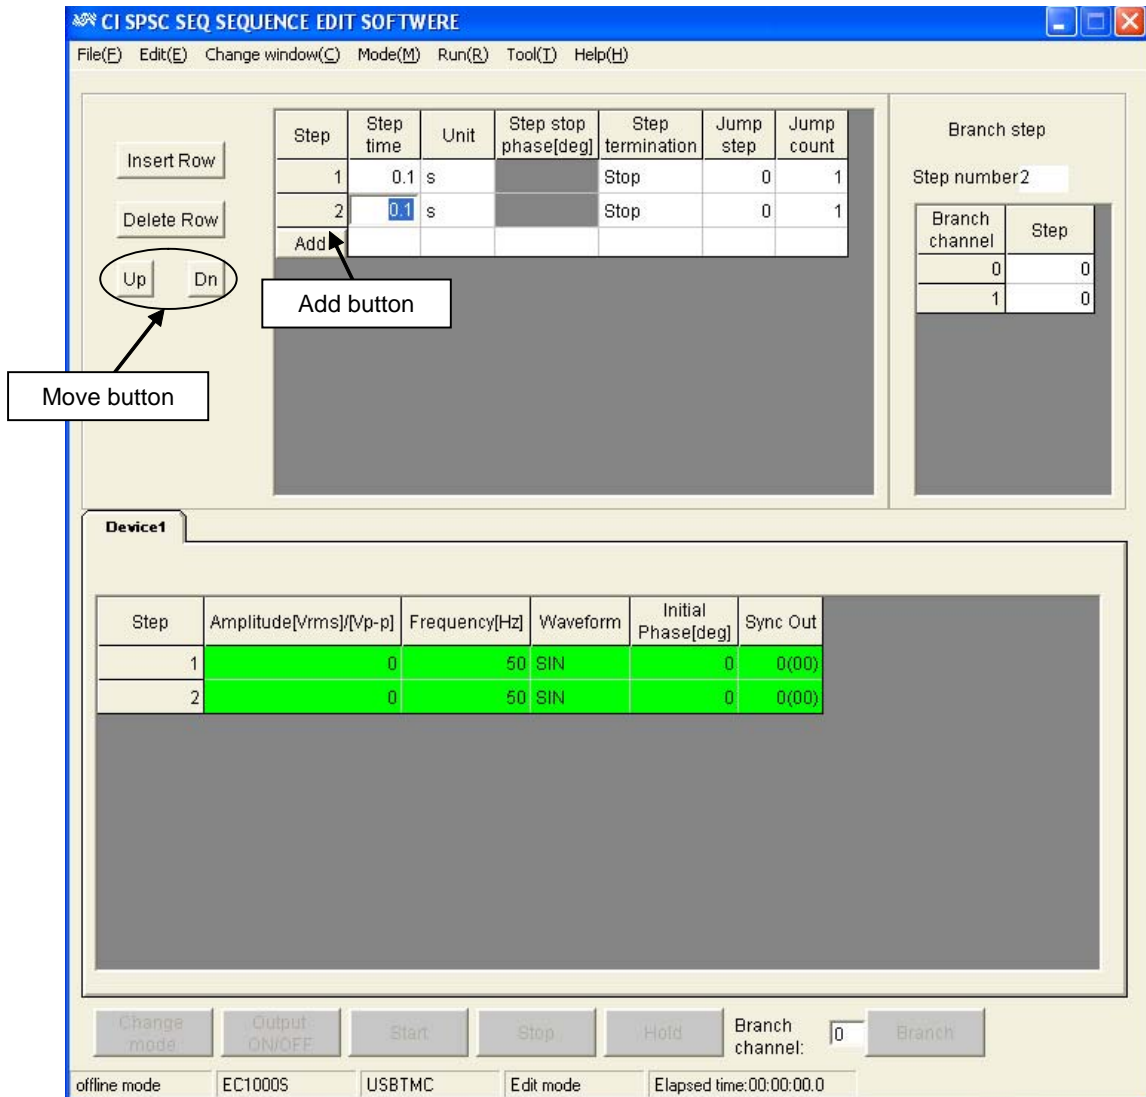 CI SPSC SEQ SEQUENCE EDIT SOFTWERE
File(F) Edit(E) Change window(C) Mode(M) Run(R) Tool(T) Help(H)
Insert Row
Delete Row
Up Dn
Move button
Step Step time Unit Step stop phase[deg] Step termination Jump step Jump count
1 0.1 s Stop 0 1
2 0.1 s Stop 0 1
Add
Add button
Branch step
Step number 2
Branch channel Step
0 0
1 0
Device1
Step Amplitude[Vrms]/[Vp-p] Frequency[Hz] Waveform Initial Phase[deg] Sync Out
1 0 50 SIN 0 0(00)
2 0 50 SIN 0 0(00)
Change mode Output ON/OFF Start Stop Hold Branch channel: 0 Branch
offline mode EC1000S USBTMC Edit mode Elapsed time:00:00:00.0